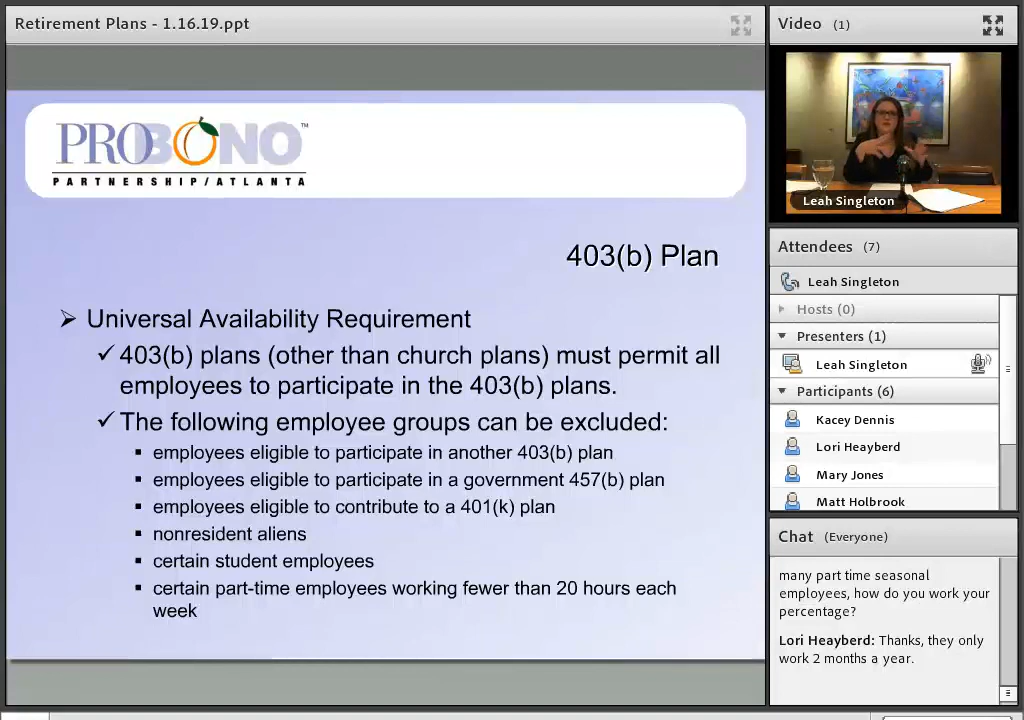 Retirement Plans - 1.16.19.ppt
PROBONO™
PARTNERSHIP/ATLANTA
403(b) Plan
➢ Universal Availability Requirement
✓ 403(b) plans (other than church plans) must permit all
employees to participate in the 403(b) plans.
✓ The following employee groups can be excluded:
▪ employees eligible to participate in another 403(b) plan
▪ employees eligible to participate in a government 457(b) plan
▪ employees eligible to contribute to a 401(k) plan
▪ nonresident aliens
▪ certain student employees
▪ certain part-time employees working fewer than 20 hours each
week
Video (1)
Leah Singleton
Attendees (7)
Leah Singleton
Hosts (0)
Presenters (1)
Leah Singleton
Participants (6)
Kacey Dennis
Lori Heayberd
Mary Jones
Matt Holbrook
Chat (Everyone)
many part time seasonal
employees, how do you work your
percentage?
Lori Heayberd: Thanks, they only
work 2 months a year.